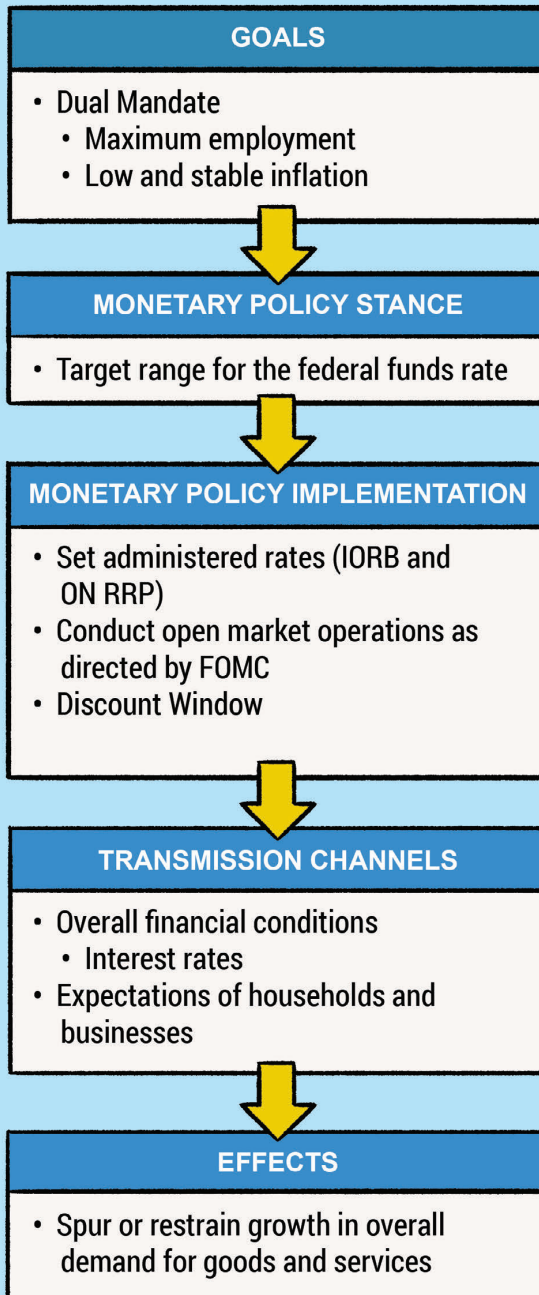 GOALS
• Dual Mandate
• Maximum employment
• Low and stable inflation
MONETARY POLICY STANCE
• Target range for the federal funds rate
MONETARY POLICY IMPLEMENTATION
• Set administered rates (IORB and
ON RRP)
• Conduct open market operations as
directed by FOMC
• Discount Window
TRANSMISSION CHANNELS
• Overall financial conditions
• Interest rates
• Expectations of households and
businesses
EFFECTS
• Spur or restrain growth in overall
demand for goods and services